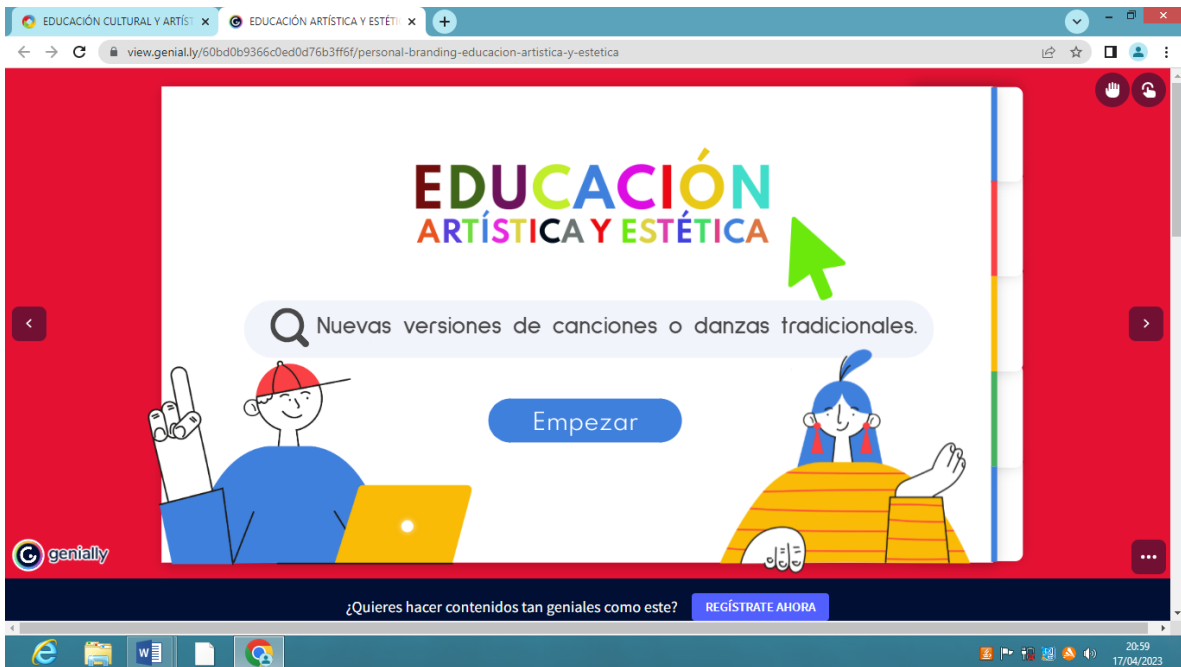 EDUCACIÓN CULTURAL Y ARTÍST
EDUCACIÓN ARTÍSTICA Y ESTÉTI
view.genial.ly/60bd0b9366c0ed0d76b3ff6f/personal-branding-educacion-artistica-y-estetica
EDUCACIÓN
ARTÍSTICA Y ESTÉTICA
Nuevas versiones de canciones o danzas tradicionales.
Empezar
genially
¿Quieres hacer contenidos tan geniales como este? REGÍSTRATE AHORA
20:59
17/04/2023